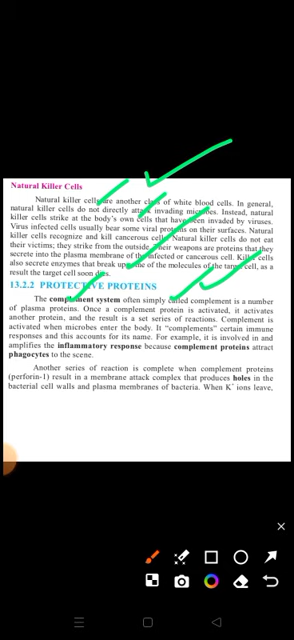 Natural Killer Cells
Natural killer cells are another class of white blood cells. In general,
natural killer cells do not directly attack invading microbes. Instead, natural
killer cells strike at the body's own cells that have been invaded by viruses.
Virus infected cells usually bear some viral proteins on their surfaces. Natural
killer cells recognize and kill cancerous cells. Natural killer cells do not eat
their victims; they strike from the outside. Their weapons are proteins that they
secrete into the plasma membrane of the infected or cancerous cell. Killer cells
also secrete enzymes that break up some of the molecules of the target cell, as a
result the target cell soon dies.
13.2.2 PROTECTIVE PROTEINS
The complement system often simply called complement is a number
of plasma proteins. Once a complement protein is activated, it activates
another protein, and the result is a set series of reactions. Complement is
activated when microbes enter the body. It "complements" certain immune
responses and this accounts for its name. For example, it is involved in and
amplifies the inflammatory response because complement proteins attract
phagocytes to the scene.
Another series of reaction is complete when complement proteins
(perforin-1) result in a membrane attack complex that produces holes in the
bacterial cell walls and plasma membranes of bacteria. When K⁺ ions leave,